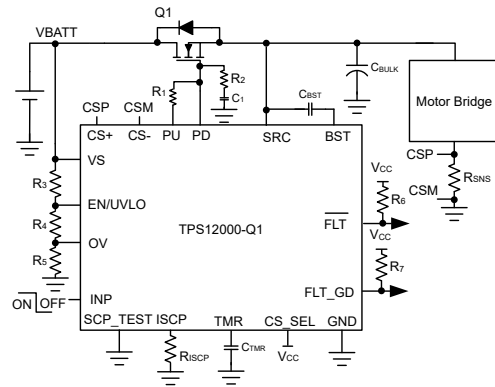 Q1
VBATT
R1
R2
C1
CBST
CBULK
Motor Bridge
CSP
CSM
CS+
CS-
PU
PD
SRC
BST
CSP
RSNS
CSM
VS
R3
EN/UVLO
R4
OV
R5
TPS12000-Q1
VCC
R6
FLT
VCC
R7
FLT_GD
ON
OFF
INP
SCP_TEST
ISCP
TMR
CS_SEL
GND
RISCP
CTMR
VCC